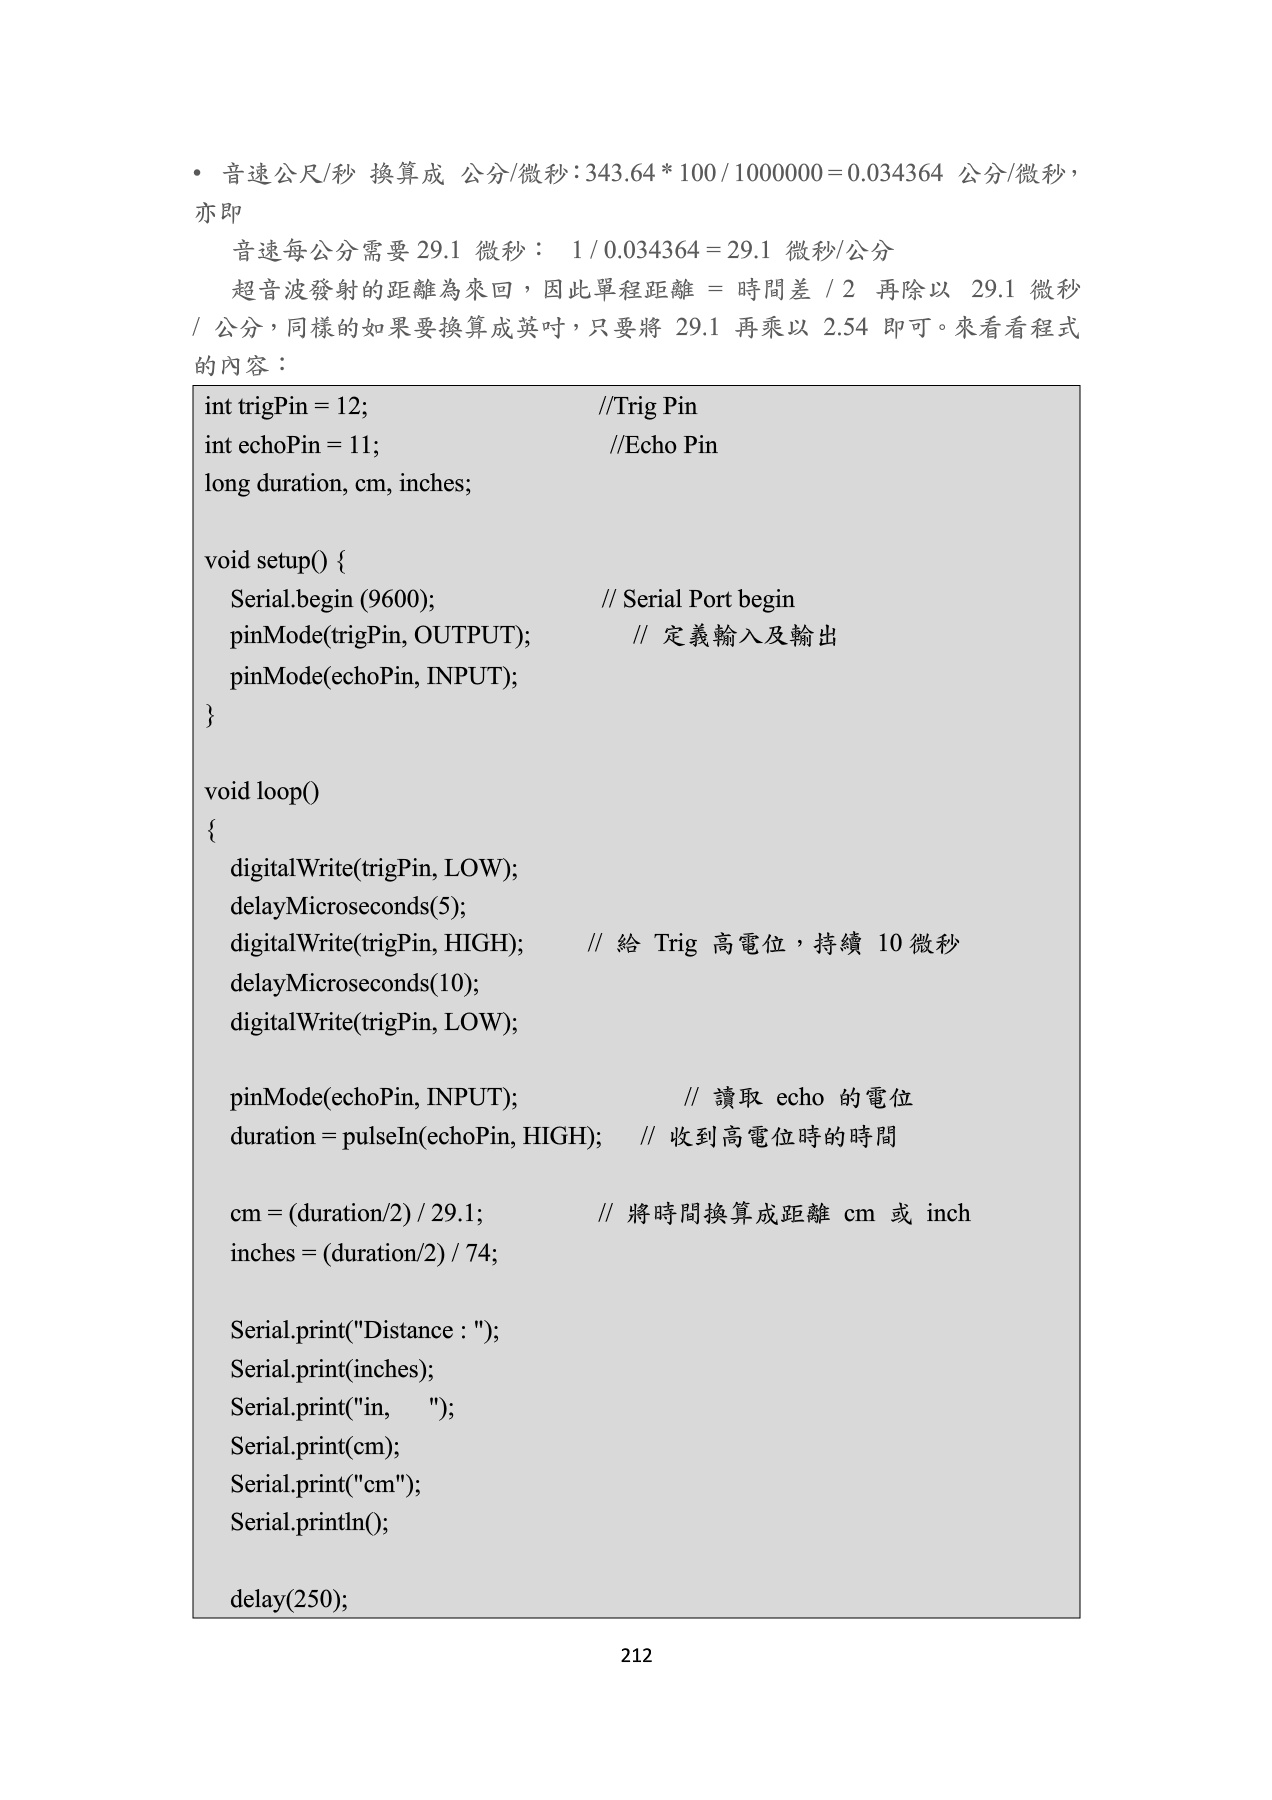 • 音速公尺/秒 換算成 公分/微秒：343.64 * 100 / 1000000 = 0.034364 公分/微秒，
亦即
音速每公分需要 29.1 微秒： 1 / 0.034364 = 29.1 微秒/公分
超音波發射的距離為來回，因此單程距離 = 時間差 / 2 再除以 29.1 微秒
/ 公分，同樣的如果要換算成英吋，只要將 29.1 再乘以 2.54 即可。來看看程式
的內容：
int trigPin = 12; //Trig Pin
int echoPin = 11; //Echo Pin
long duration, cm, inches;
void setup() {
Serial.begin (9600); // Serial Port begin
pinMode(trigPin, OUTPUT); // 定義輸入及輸出
pinMode(echoPin, INPUT);
}
void loop()
{
digitalWrite(trigPin, LOW);
delayMicroseconds(5);
digitalWrite(trigPin, HIGH); // 給 Trig 高電位，持續 10 微秒
delayMicroseconds(10);
digitalWrite(trigPin, LOW);
pinMode(echoPin, INPUT); // 讀取 echo 的電位
duration = pulseIn(echoPin, HIGH); // 收到高電位時的時間
cm = (duration/2) / 29.1; // 將時間換算成距離 cm 或 inch
inches = (duration/2) / 74;
Serial.print("Distance : ");
Serial.print(inches);
Serial.print("in, ");
Serial.print(cm);
Serial.print("cm");
Serial.println();
delay(250);
212